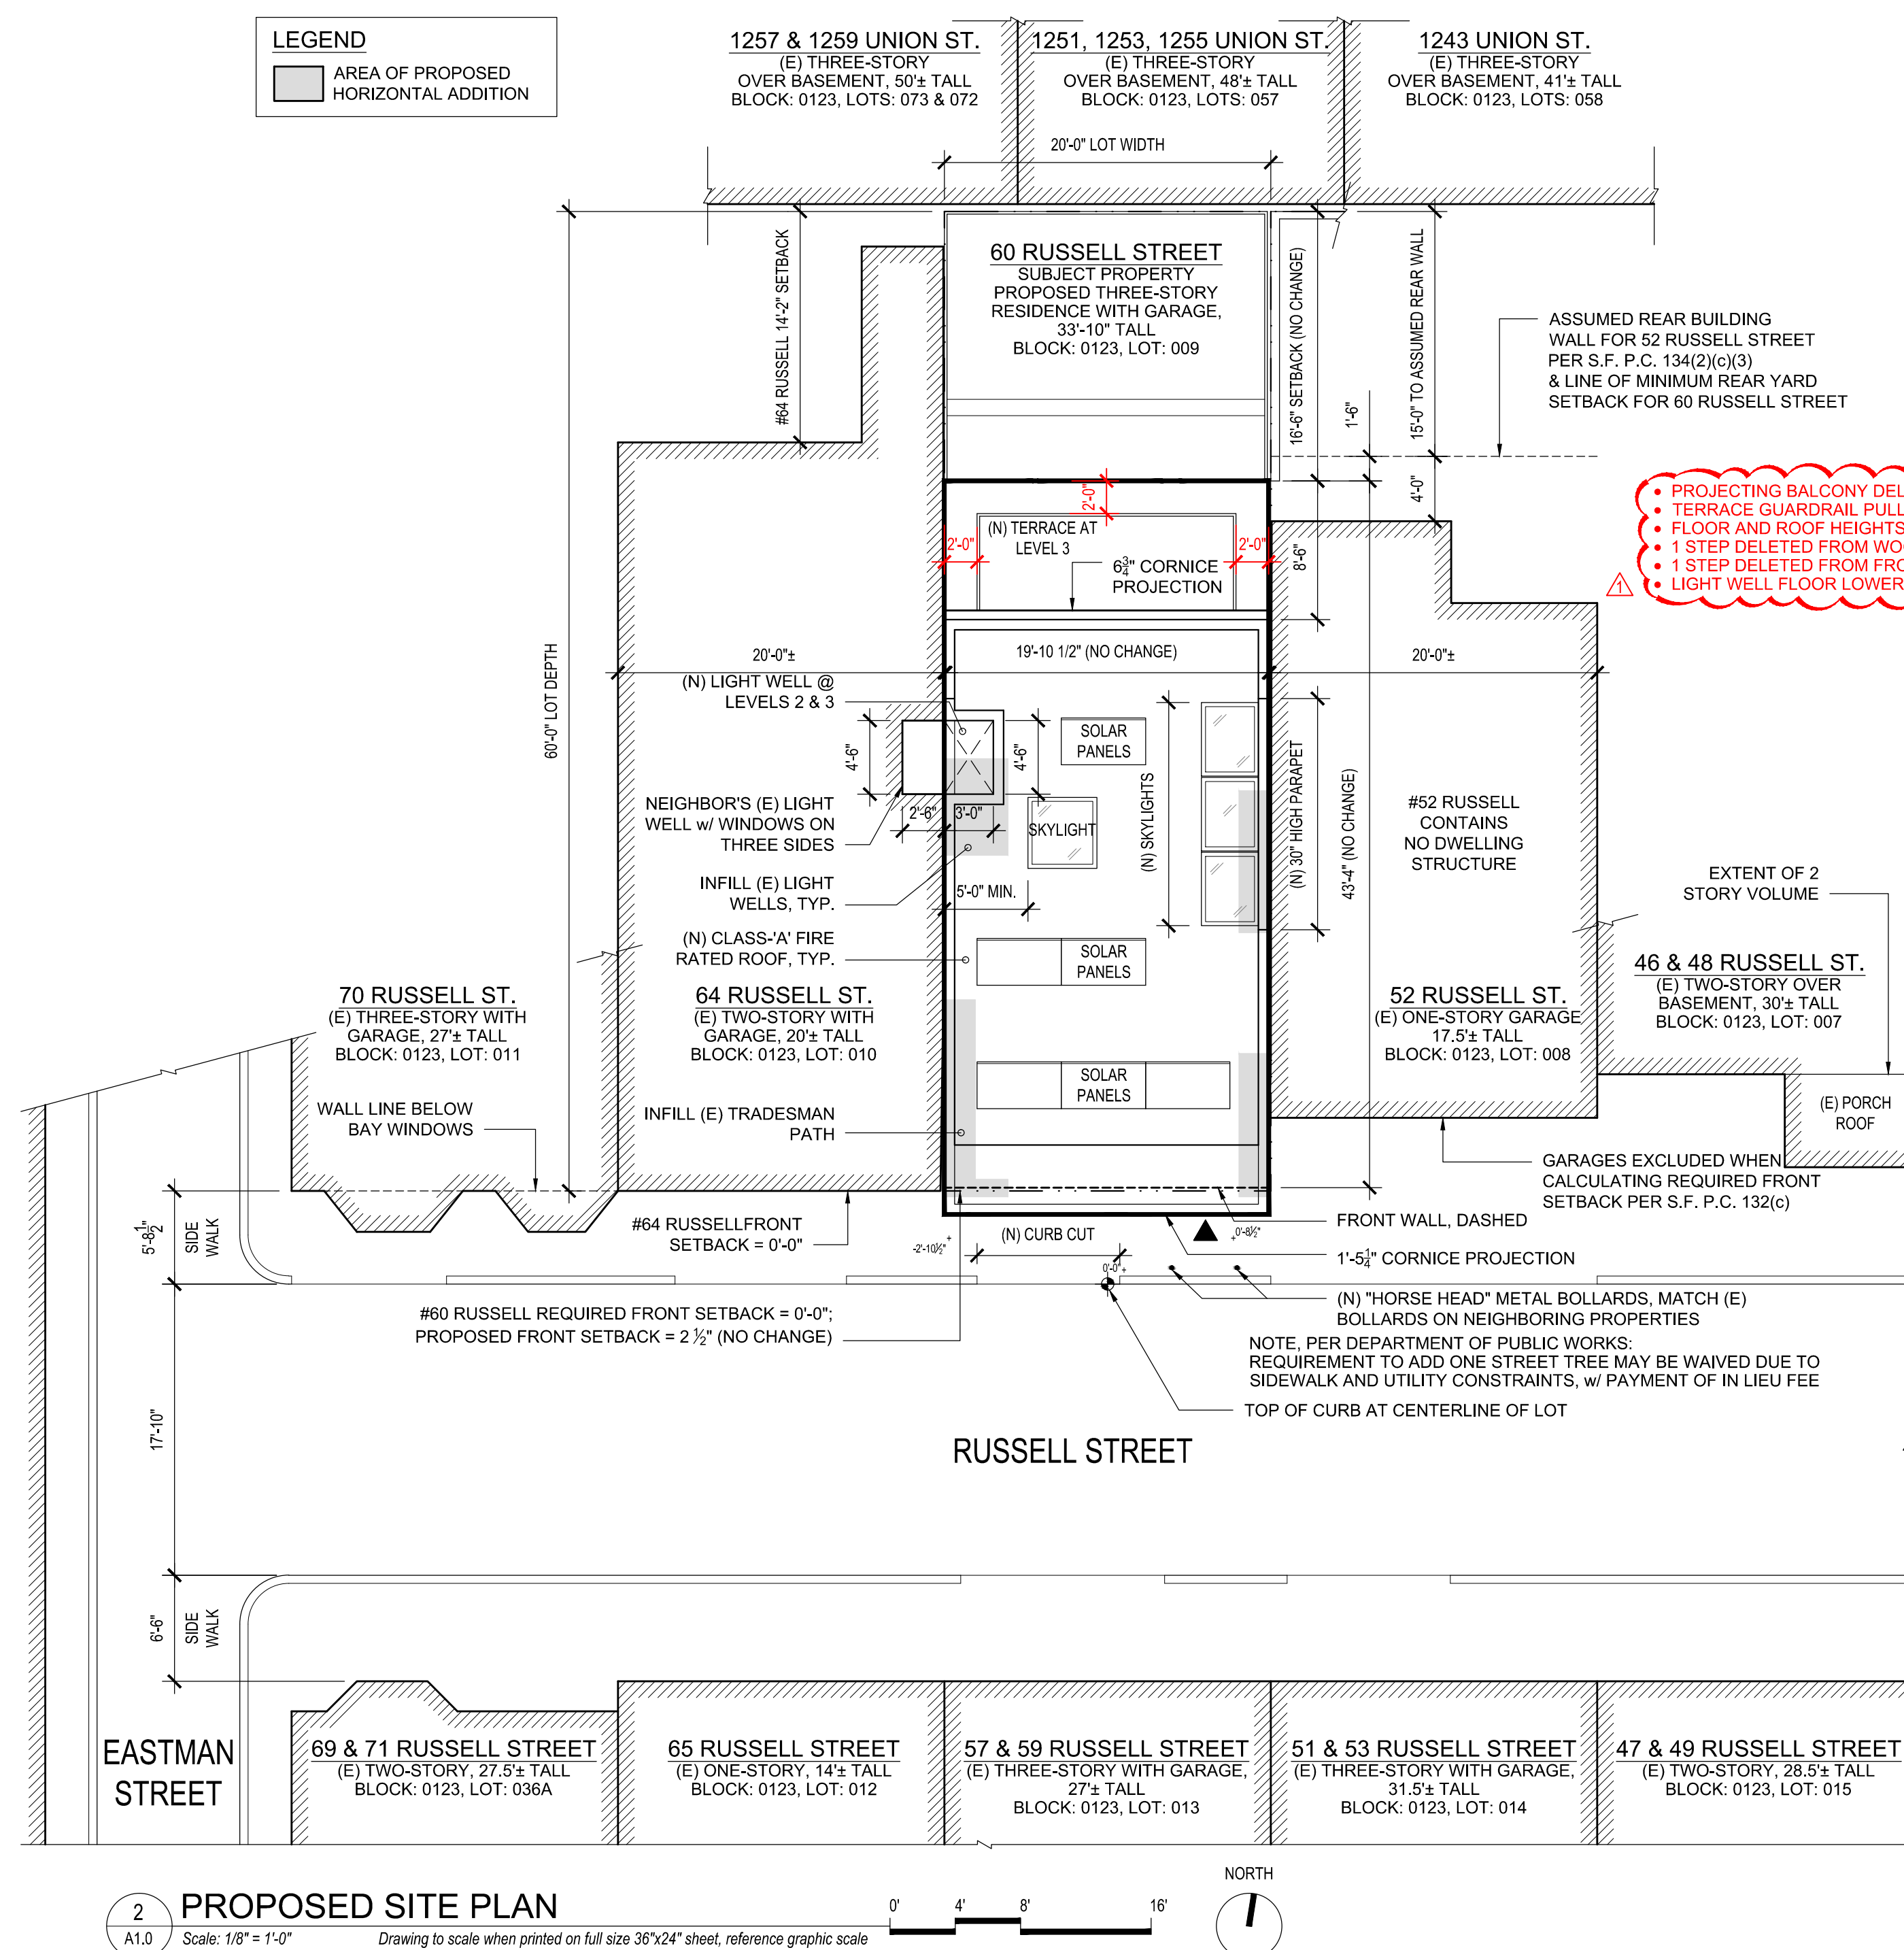 LEGEND
AREA OF PROPOSED
HORIZONTAL ADDITION
1257 & 1259 UNION ST.
(E) THREE-STORY
OVER BASEMENT, 50'± TALL
BLOCK: 0123, LOTS: 073 & 072
1251, 1253, 1255 UNION ST.
(E) THREE-STORY
OVER BASEMENT, 48'± TALL
BLOCK: 0123, LOTS: 057
1243 UNION ST.
(E) THREE-STORY
OVER BASEMENT, 41'± TALL
BLOCK: 0123, LOTS: 058
20'-0" LOT WIDTH
#64 RUSSELL 14'-2" SETBACK
60 RUSSELL STREET
SUBJECT PROPERTY
PROPOSED THREE-STORY
RESIDENCE WITH GARAGE,
33'-10" TALL
BLOCK: 0123, LOT: 009
16'-6" SETBACK (NO CHANGE)
1'-6"
15'-0" TO ASSUMED REAR WALL
4'-0"
ASSUMED REAR BUILDING
WALL FOR 52 RUSSELL STREET
PER S.F. P.C. 134(2)(c)(3)
& LINE OF MINIMUM REAR YARD
SETBACK FOR 60 RUSSELL STREET
• PROJECTING BALCONY DEL
• TERRACE GUARDRAIL PULL
• FLOOR AND ROOF HEIGHTS
• 1 STEP DELETED FROM WO
• 1 STEP DELETED FROM FRO
• LIGHT WELL FLOOR LOWER
1
2'-0"
2'-0"
2'-0"
(N) TERRACE AT
LEVEL 3
6 3/4" CORNICE
PROJECTION
8'-6"
60'-0" LOT DEPTH
20'-0"±
19'-10 1/2" (NO CHANGE)
20'-0"±
(N) LIGHT WELL @
LEVELS 2 & 3
4'-6"
4'-6"
2'-6"
3'-0"
SOLAR
PANELS
(N) SKYLIGHTS
(N) 30" HIGH PARAPET
43'-4" (NO CHANGE)
NEIGHBOR'S (E) LIGHT
WELL w/ WINDOWS ON
THREE SIDES
SKYLIGHT
#52 RUSSELL
CONTAINS
NO DWELLING
STRUCTURE
INFILL (E) LIGHT
WELLS, TYP.
5'-0" MIN.
EXTENT OF 2
STORY VOLUME
(N) CLASS-'A' FIRE
RATED ROOF, TYP.
SOLAR
PANELS
70 RUSSELL ST.
(E) THREE-STORY WITH
GARAGE, 27'± TALL
BLOCK: 0123, LOT: 011
64 RUSSELL ST.
(E) TWO-STORY WITH
GARAGE, 20'± TALL
BLOCK: 0123, LOT: 010
52 RUSSELL ST.
(E) ONE-STORY GARAGE
17.5'± TALL
BLOCK: 0123, LOT: 008
46 & 48 RUSSELL ST.
(E) TWO-STORY OVER
BASEMENT, 30'± TALL
BLOCK: 0123, LOT: 007
SOLAR
PANELS
WALL LINE BELOW
BAY WINDOWS
INFILL (E) TRADESMAN
PATH
(E) PORCH
ROOF
GARAGES EXCLUDED WHEN
CALCULATING REQUIRED FRONT
SETBACK PER S.F. P.C. 132(c)
5'-8 1/2"
SIDE
WALK
#64 RUSSELLFRONT
SETBACK = 0'-0"
-2'-10½" +
(N) CURB CUT
+0'-8½"
0'-0" +
FRONT WALL, DASHED
1'-5 1/4" CORNICE PROJECTION
#60 RUSSELL REQUIRED FRONT SETBACK = 0'-0";
PROPOSED FRONT SETBACK = 2 ½" (NO CHANGE)
(N) "HORSE HEAD" METAL BOLLARDS, MATCH (E)
BOLLARDS ON NEIGHBORING PROPERTIES
NOTE, PER DEPARTMENT OF PUBLIC WORKS:
REQUIREMENT TO ADD ONE STREET TREE MAY BE WAIVED DUE TO
SIDEWALK AND UTILITY CONSTRAINTS, w/ PAYMENT OF IN LIEU FEE
TOP OF CURB AT CENTERLINE OF LOT
17'-10"
RUSSELL STREET
6'-6"
SIDE
WALK
EASTMAN
STREET
69 & 71 RUSSELL STREET
(E) TWO-STORY, 27.5'± TALL
BLOCK: 0123, LOT: 036A
65 RUSSELL STREET
(E) ONE-STORY, 14'± TALL
BLOCK: 0123, LOT: 012
57 & 59 RUSSELL STREET
(E) THREE-STORY WITH GARAGE,
27'± TALL
BLOCK: 0123, LOT: 013
51 & 53 RUSSELL STREET
(E) THREE-STORY WITH GARAGE,
31.5'± TALL
BLOCK: 0123, LOT: 014
47 & 49 RUSSELL STREET
(E) TWO-STORY, 28.5'± TALL
BLOCK: 0123, LOT: 015
2
A1.0
PROPOSED SITE PLAN
Scale: 1/8" = 1'-0"
Drawing to scale when printed on full size 36"x24" sheet, reference graphic scale
0' 4' 8' 16'
NORTH